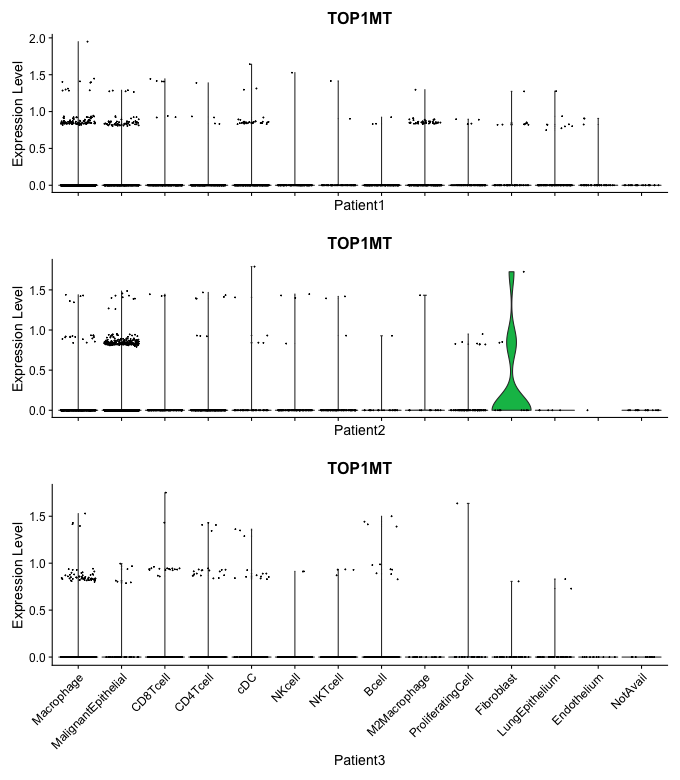 TOP1MT
Expression Level
2.0
1.5
1.0
0.5
0.0
Patient1
TOP1MT
Expression Level
1.5
1.0
0.5
0.0
Patient2
TOP1MT
Expression Level
1.5
1.0
0.5
0.0
Macrophage
MalignantEpithelial
CD8Tcell
CD4Tcell
cDC
NKcell
NKTcell
Bcell
M2Macrophage
ProliferatingCell
Fibroblast
LungEpithelium
Endothelium
NotAvail
Patient3